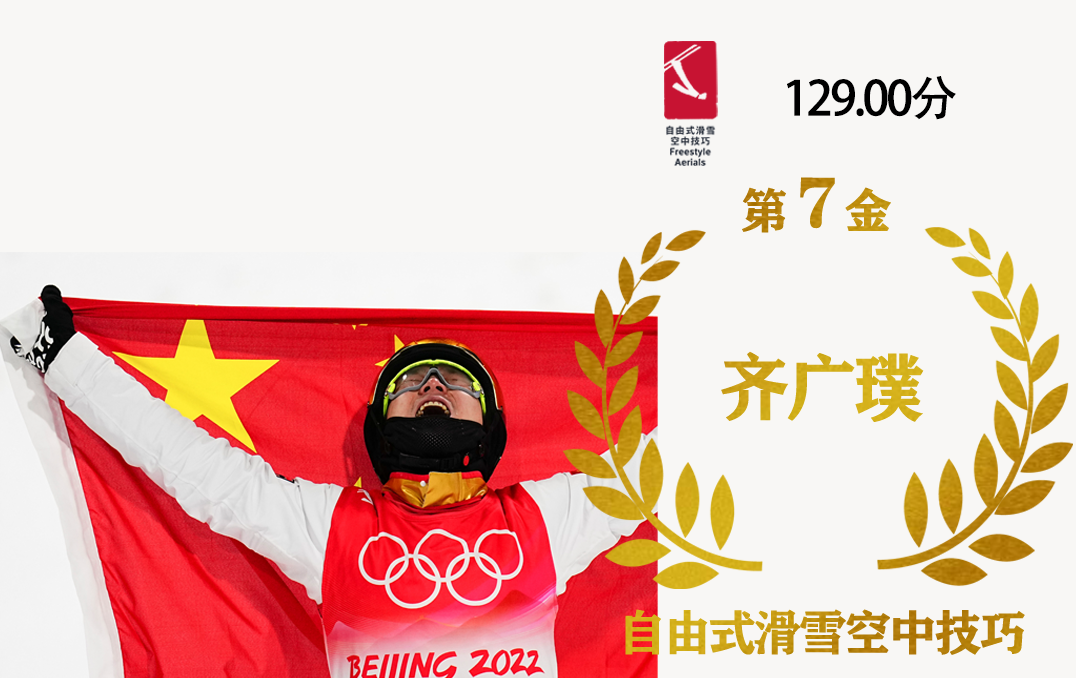 自由式滑雪
空中技巧
Freestyle
Aerials
129.00分
第7金
齐广璞
自由式滑雪空中技巧
BEIJING 2022